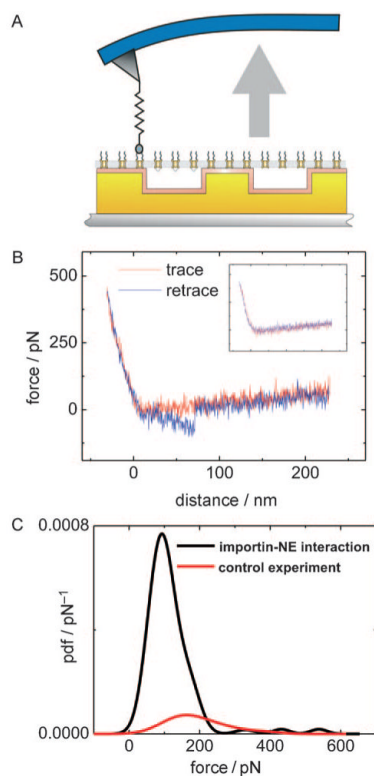 A
B
trace
retrace
500
250
0
force / pN
0
100
200
distance / nm
C
0.0008
importin-NE interaction
control experiment
pdf / pN⁻¹
0.0000
0
200
400
600
force / pN